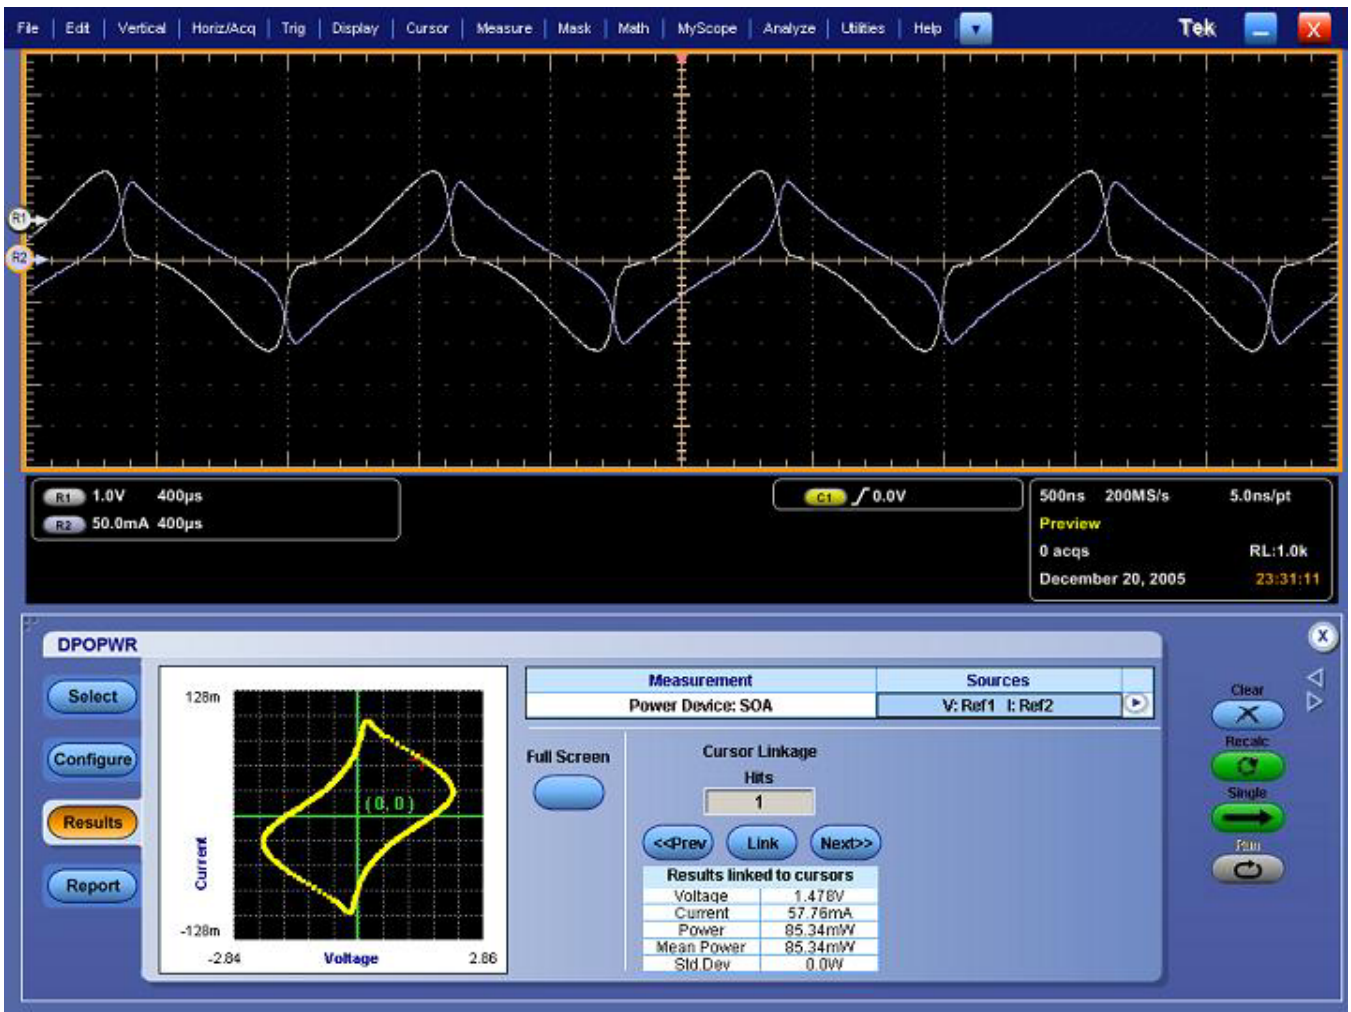 File Edit Vertical Horiz/Acq Trig Display Cursor Measure Mask Math MyScope Analyze Utilities Help Tek X
R1
R2
R1 1.0V 400µs
R2 50.0mA 400µs
C1 0.0V
500ns 200MS/s 5.0ns/pt
Preview
0 acqs RL:1.0k
December 20, 2005 23:31:11
DPOPWR
X
Select
Configure
Results
Report
128m
Current
(0, 0)
-128m
-2.84 Voltage 2.86
Measurement Sources
Power Device: SOA V: Ref1 I: Ref2
Full Screen
Cursor Linkage
Hits
1
<<Prev Link Next>>
Results linked to cursors
Voltage 1.478V
Current 57.76mA
Power 85.34mW
Mean Power 85.34mW
Std.Dev 0.0W
Clear
Recalc
Single
Run